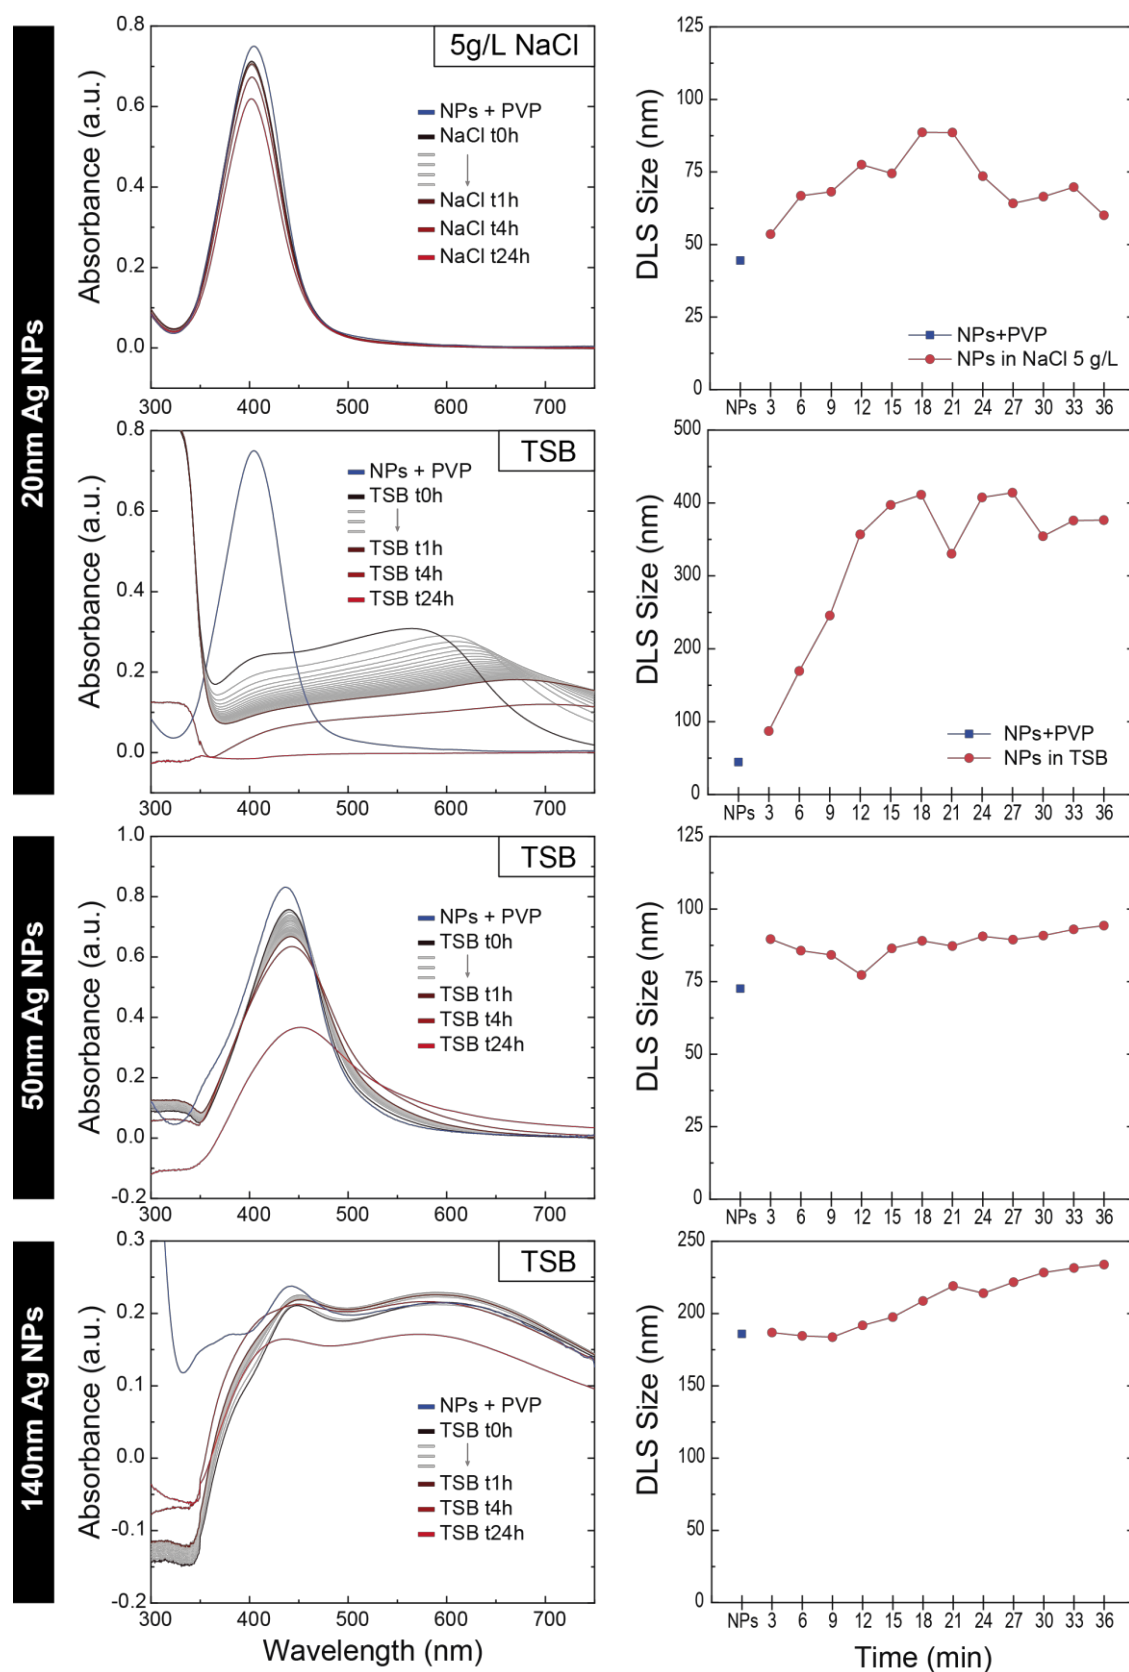 20nm Ag NPs
Absorbance (a.u.)
0.8
0.6
0.4
0.2
0.0
5g/L NaCl
NPs + PVP
NaCl t0h
NaCl t1h
NaCl t4h
NaCl t24h
300 400 500 600 700
DLS Size (nm)
125
100
75
50
25
0
NPs+PVP
NPs in NaCl 5 g/L
NPs 3 6 9 12 15 18 21 24 27 30 33 36
Absorbance (a.u.)
0.8
0.6
0.4
0.2
0.0
TSB
NPs + PVP
TSB t0h
TSB t1h
TSB t4h
TSB t24h
300 400 500 600 700
DLS Size (nm)
500
400
300
200
100
0
NPs+PVP
NPs in TSB
NPs 3 6 9 12 15 18 21 24 27 30 33 36
50nm Ag NPs
Absorbance (a.u.)
1.0
0.8
0.6
0.4
0.2
0.0
-0.2
TSB
NPs + PVP
TSB t0h
TSB t1h
TSB t4h
TSB t24h
300 400 500 600 700
DLS Size (nm)
125
100
75
50
25
0
NPs 3 6 9 12 15 18 21 24 27 30 33 36
140nm Ag NPs
Absorbance (a.u.)
0.3
0.2
0.1
0.0
-0.1
-0.2
TSB
NPs + PVP
TSB t0h
TSB t1h
TSB t4h
TSB t24h
300 400 500 600 700
Wavelength (nm)
DLS Size (nm)
250
200
150
100
50
0
NPs 3 6 9 12 15 18 21 24 27 30 33 36
Time (min)